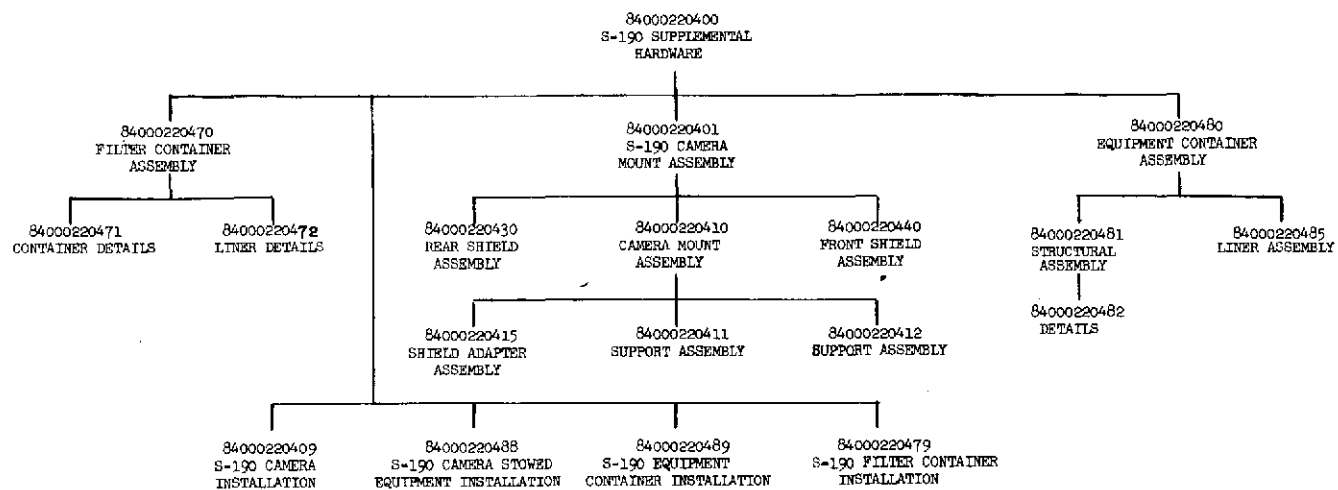 84000220400
S-190 SUPPLEMENTAL
HARDWARE
84000220470
FILTER CONTAINER
ASSEMBLY
84000220401
S-190 CAMERA
MOUNT ASSEMBLY
84000220480
EQUIPMENT CONTAINER
ASSEMBLY
84000220471
CONTAINER DETAILS
84000220472
LINER DETAILS
84000220430
REAR SHIELD
ASSEMBLY
84000220410
CAMERA MOUNT
ASSEMBLY
84000220440
FRONT SHIELD
ASSEMBLY
84000220481
STRUCTURAL
ASSEMBLY
84000220485
LINER ASSEMBLY
84000220482
DETAILS
84000220415
SHIELD ADAPTER
ASSEMBLY
84000220411
SUPPORT ASSEMBLY
84000220412
SUPPORT ASSEMBLY
84000220409
S-190 CAMERA
INSTALLATION
84000220488
S-190 CAMERA STOWED
EQUIPMENT INSTALLATION
84000220489
S-190 EQUIPMENT
CONTAINER INSTALLATION
84000220479
S-190 FILTER CONTAINER
INSTALLATION